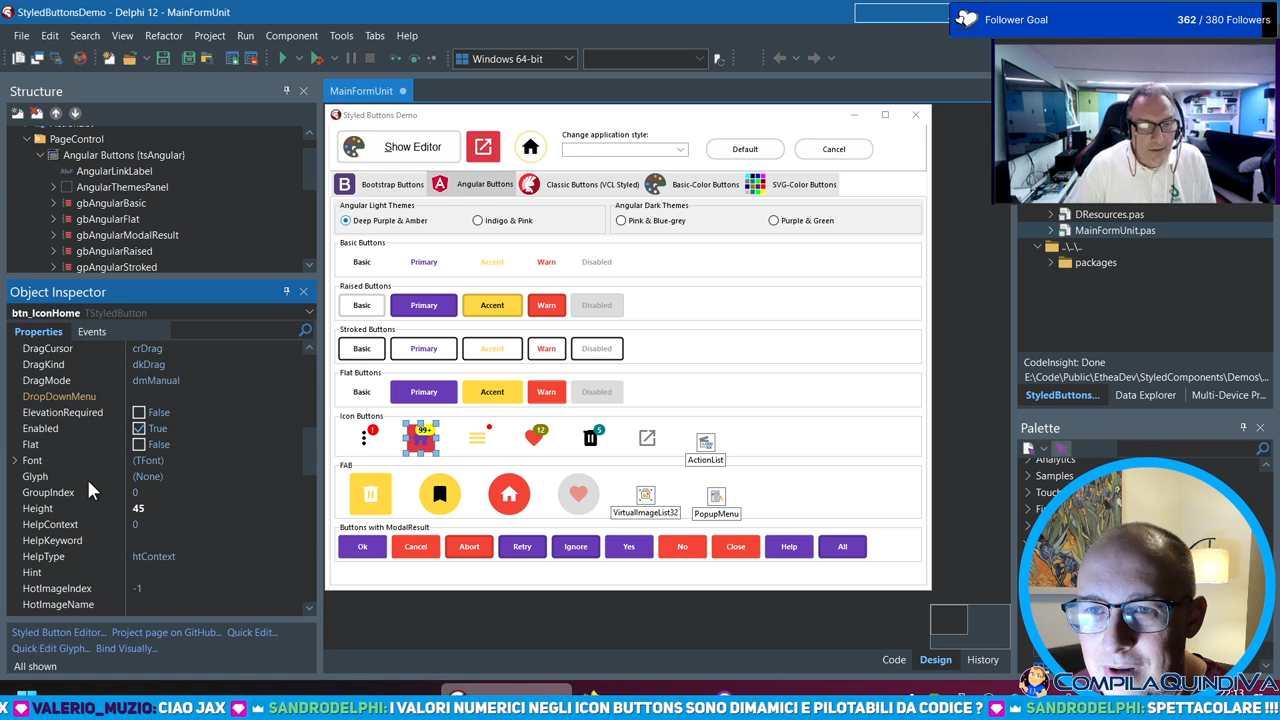 StyledButtonsDemo - Delphi 12 - MainFormUnit
Follower Goal
362 / 380 Followers
File Edit Search View Refactor Project Run Component Tools Tabs Help
Windows 64-bit
Structure
MainFormUnit
PageControl
Angular Buttons {tsAngular}
AngularLinkLabel
AngularThemesPanel
gbAngularBasic
gbAngularFlat
gbAngularModalResult
gbAngularRaised
gpAngularStroked
Object Inspector
btn_IconHome TStyledButton
Properties Events
DragCursor crDrag
DragKind dkDrag
DragMode dmManual
DropDownMenu
ElevationRequired False
Enabled True
Flat False
Font (TFont)
Glyph (None)
GroupIndex 0
Height 45
HelpContext 0
HelpKeyword
HelpType htContext
Hint
HotImageIndex -1
HotImageName
Styled Button Editor... Project page on GitHub... Quick Edit...
Quick Edit Glyph... Bind Visually...
All shown
Styled Buttons Demo
Show Editor
Change application style:
Default
Cancel
Bootstrap Buttons
Angular Buttons
Classic Buttons (VCL Styled)
Basic-Color Buttons
SVG-Color Buttons
Angular Light Themes
Deep Purple & Amber
Indigo & Pink
Angular Dark Themes
Pink & Blue-grey
Purple & Green
Basic Buttons
Basic Primary Accent Warn Disabled
Raised Buttons
Basic Primary Accent Warn Disabled
Stroked Buttons
Basic Primary Accent Warn Disabled
Flat Buttons
Basic Primary Accent Warn Disabled
Icon Buttons
! 99+ 12 5
ActionList
FAB
VirtualImageList32
PopupMenu
Buttons with ModalResult
Ok Cancel Abort Retry Ignore Yes No Close Help All
Code Design History
DResources.pas
MainFormUnit.pas
..\..\
packages
CodeInsight: Done
E:\Code\Public\EtheaDev\StyledComponents\Demos\...
StyledButtons... Data Explorer Multi-Device Pr...
Palette
COMPILAQUINDIVA
X VALERIO_MUZIO: CIAO JAX SANDRODELPHI: I VALORI NUMERICI NEGLI ICON BUTTONS SONO DINAMICI E PILOTABILI DA CODICE ? SANDRODELPHI: SPETTACOLARE !!!